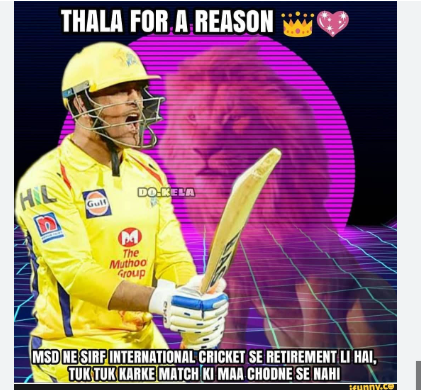 THALA FOR A REASON 👑💖
DO.KELA
HIL
Gulf
n
M
The
Muthoot
Group
MSD NE SIRF INTERNATIONAL CRICKET SE RETIREMENT LI HAI,
TUK TUK KARKE MATCH KI MAA CHODNE SE NAHI
ifunny.ce